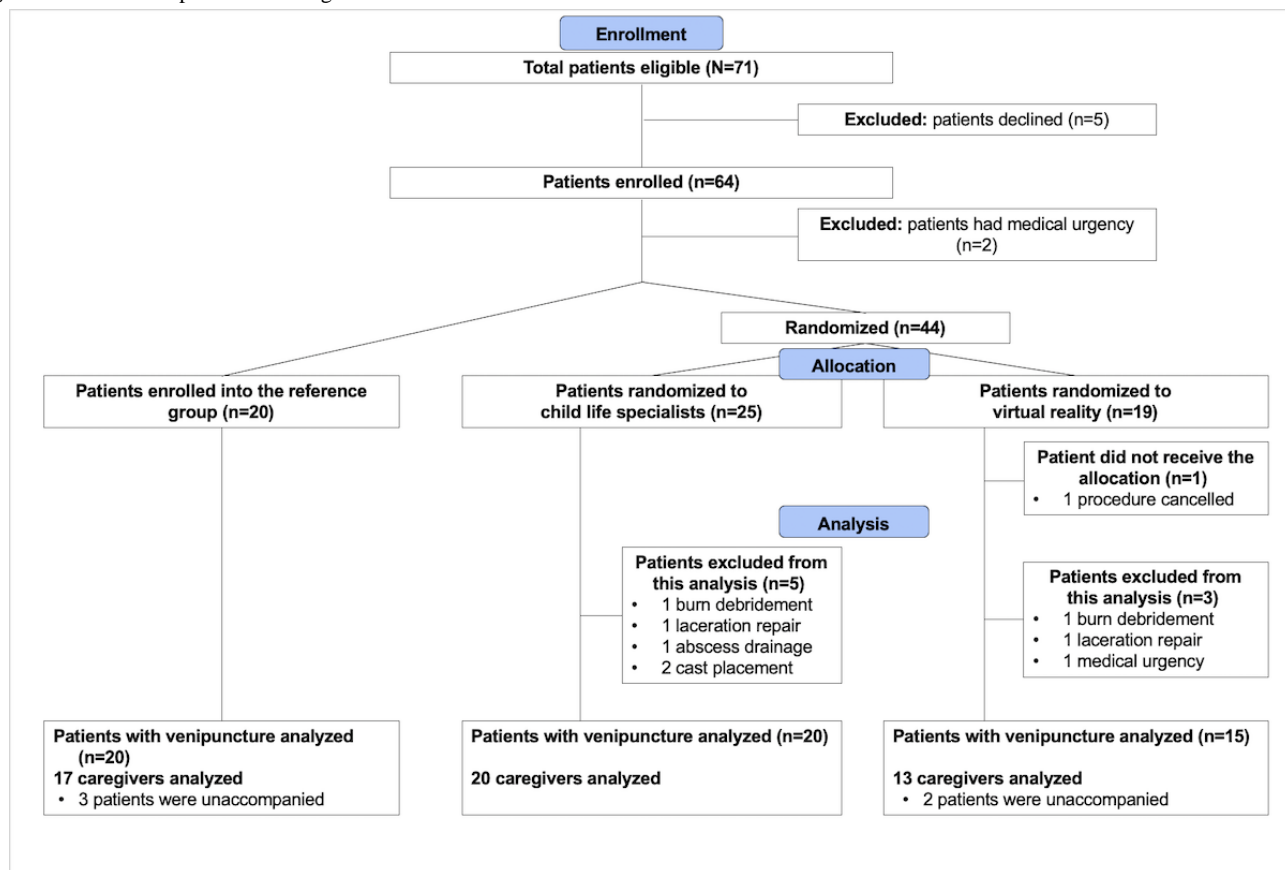 Enrollment
Total patients eligible (N=71)
Excluded: patients declined (n=5)
Patients enrolled (n=64)
Excluded: patients had medical urgency
(n=2)
Randomized (n=44)
Allocation
Patients enrolled into the reference
group (n=20)
Patients randomized to
child life specialists (n=25)
Patients randomized to
virtual reality (n=19)
Patient did not receive the
allocation (n=1)
• 1 procedure cancelled
Analysis
Patients excluded from
this analysis (n=5)
• 1 burn debridement
• 1 laceration repair
• 1 abscess drainage
• 2 cast placement
Patients excluded from
this analysis (n=3)
• 1 burn debridement
• 1 laceration repair
• 1 medical urgency
Patients with venipuncture analyzed
(n=20)
17 caregivers analyzed
• 3 patients were unaccompanied
Patients with venipuncture analyzed (n=20)
20 caregivers analyzed
Patients with venipuncture analyzed (n=15)
13 caregivers analyzed
• 2 patients were unaccompanied